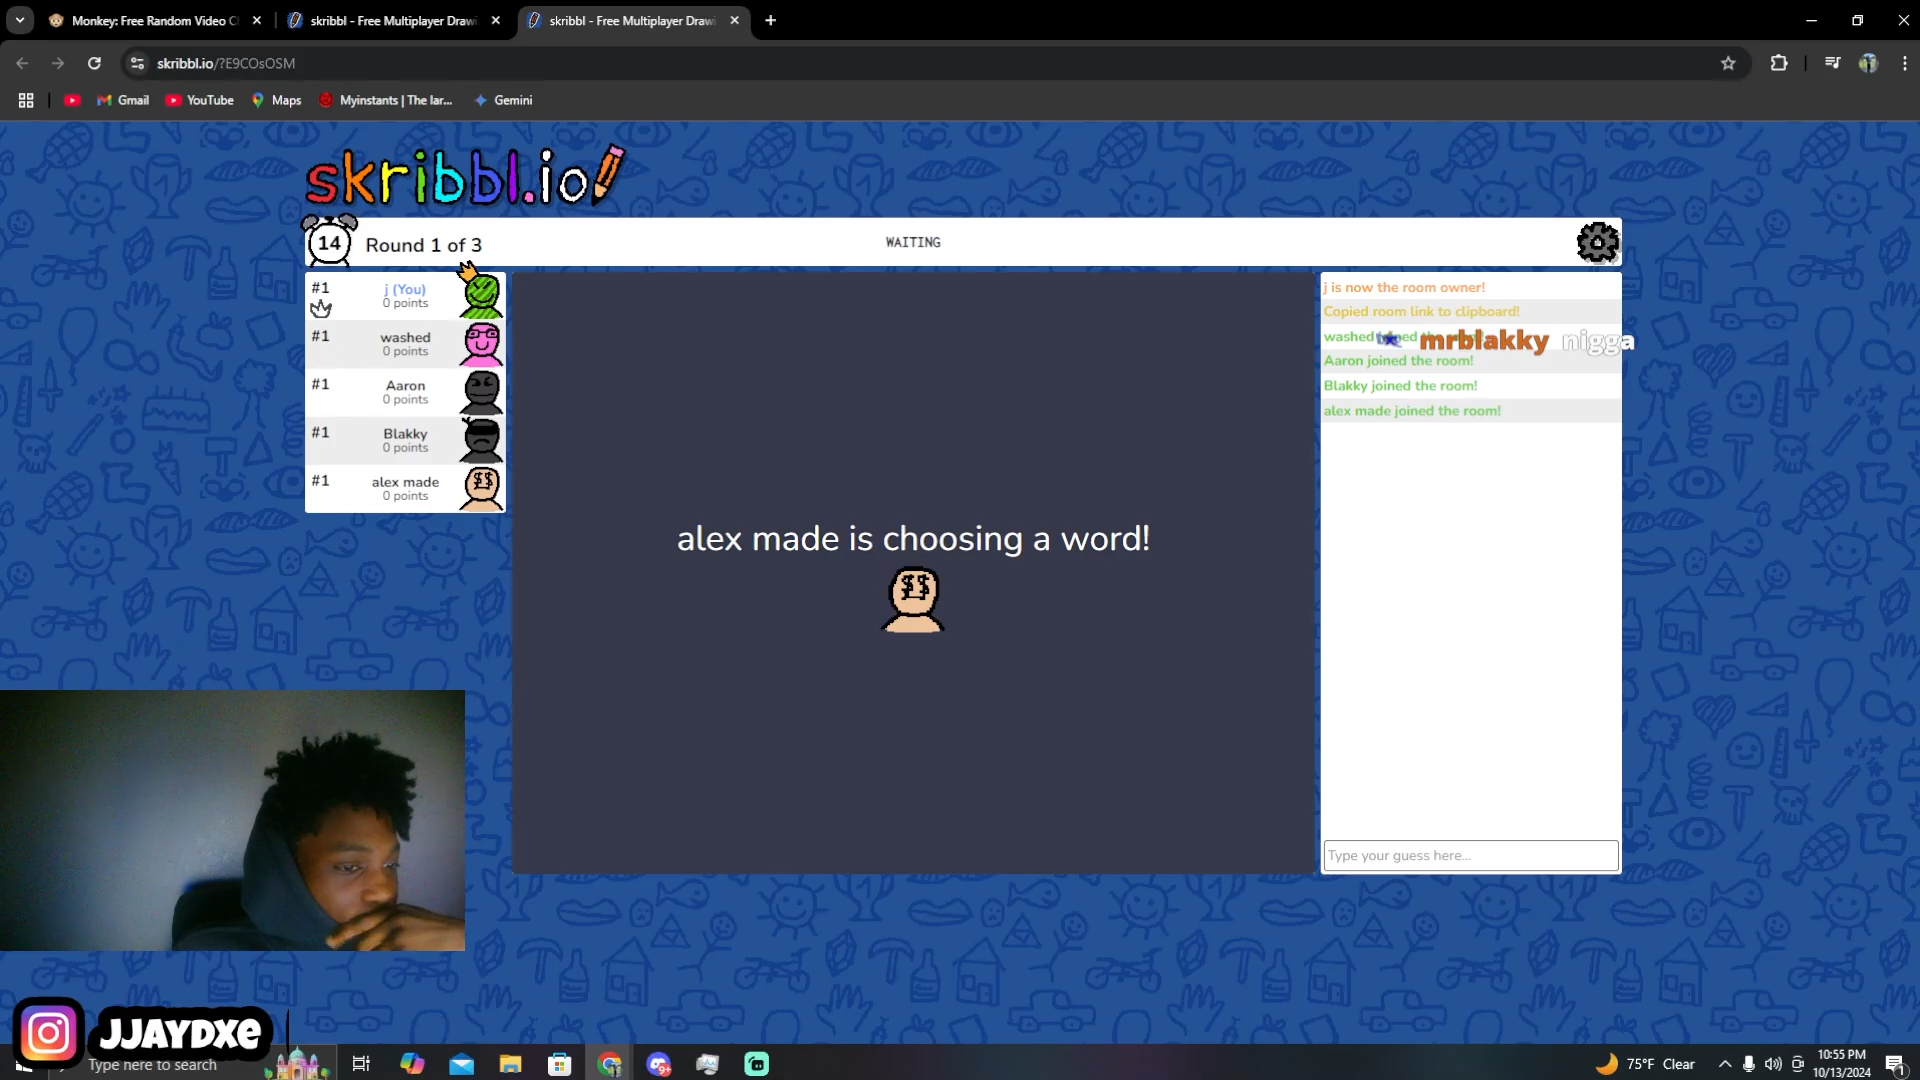 Monkey: Free Random Video C
skribbl - Free Multiplayer Drawi
skribbl - Free Multiplayer Drawi
skribbl.io/?E9COsOSM
Gmail
YouTube
Maps
Myinstants | The lar...
Gemini
skribbl.io
14
Round 1 of 3
WAITING
#1
j (You)
0 points
#1
washed
0 points
#1
Aaron
0 points
#1
Blakky
0 points
#1
alex made
0 points
alex made is choosing a word!
j is now the room owner!
Copied room link to clipboard!
washed joined the
mrblakky nigga
Aaron joined the room!
Blakky joined the room!
alex made joined the room!
Type your guess here...
JJAYDXE
Type here to search
9+
75°F Clear
10:55 PM
10/13/2024
1